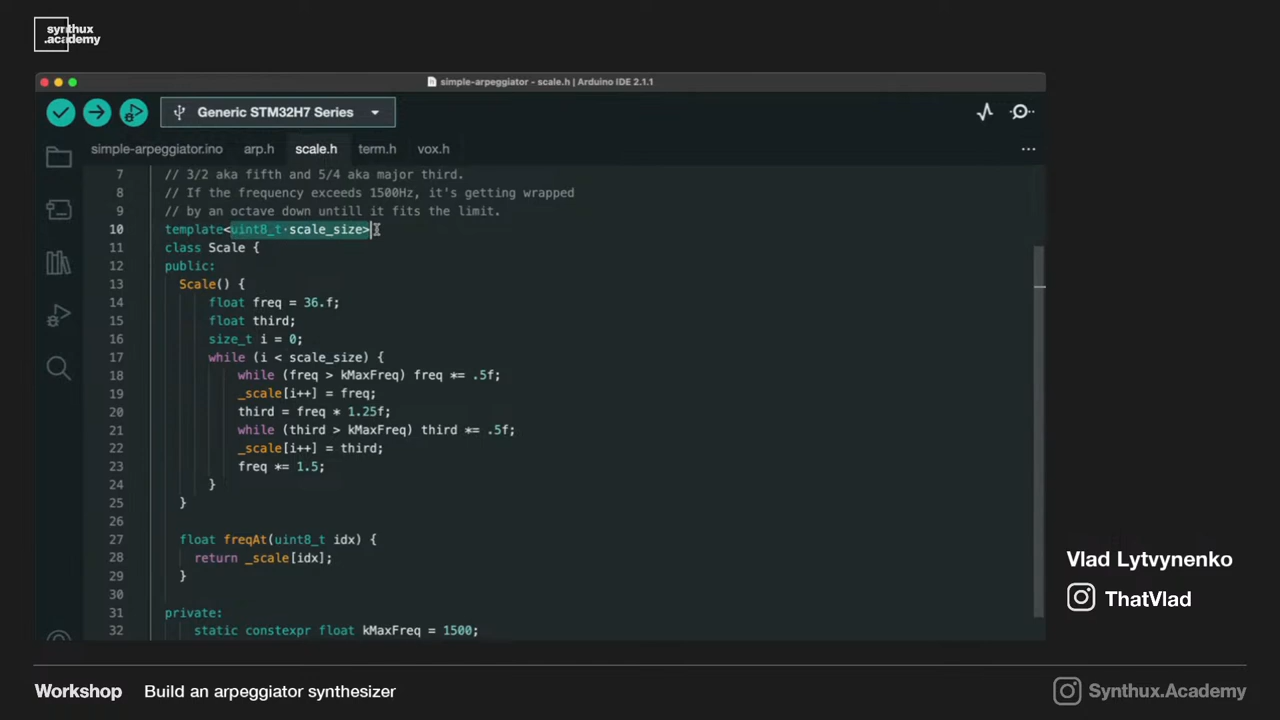 synthux
.academy
simple-arpeggiator - scale.h | Arduino IDE 2.1.1
Generic STM32H7 Series
simple-arpeggiator.ino arp.h scale.h term.h vox.h
7 // 3/2 aka fifth and 5/4 aka major third.
8 // If the frequency exceeds 1500Hz, it's getting wrapped
9 // by an octave down untill it fits the limit.
10 template<uint8_t·scale_size>
11 class Scale {
12 public:
13 Scale() {
14 float freq = 36.f;
15 float third;
16 size_t i = 0;
17 while (i < scale_size) {
18 while (freq > kMaxFreq) freq *= .5f;
19 _scale[i++] = freq;
20 third = freq * 1.25f;
21 while (third > kMaxFreq) third *= .5f;
22 _scale[i++] = third;
23 freq *= 1.5;
24 }
25 }
26
27 float freqAt(uint8_t idx) {
28 return _scale[idx];
29 }
30
31 private:
32 static constexpr float kMaxFreq = 1500;
Vlad Lytvynenko
ThatVlad
Workshop Build an arpeggiator synthesizer
Synthux.Academy